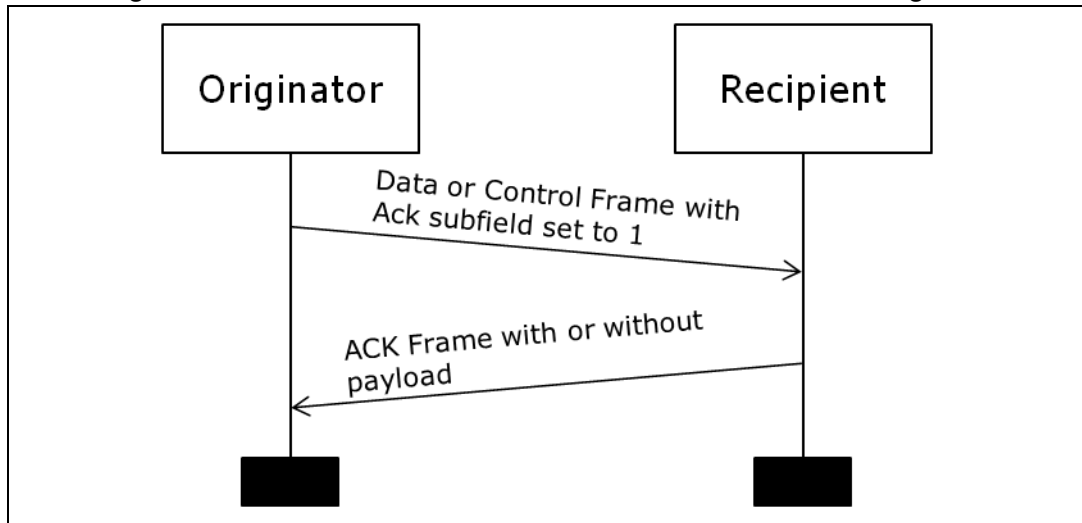 Originator
Recipient
Data or Control Frame with
Ack subfield set to 1
ACK Frame with or without
payload